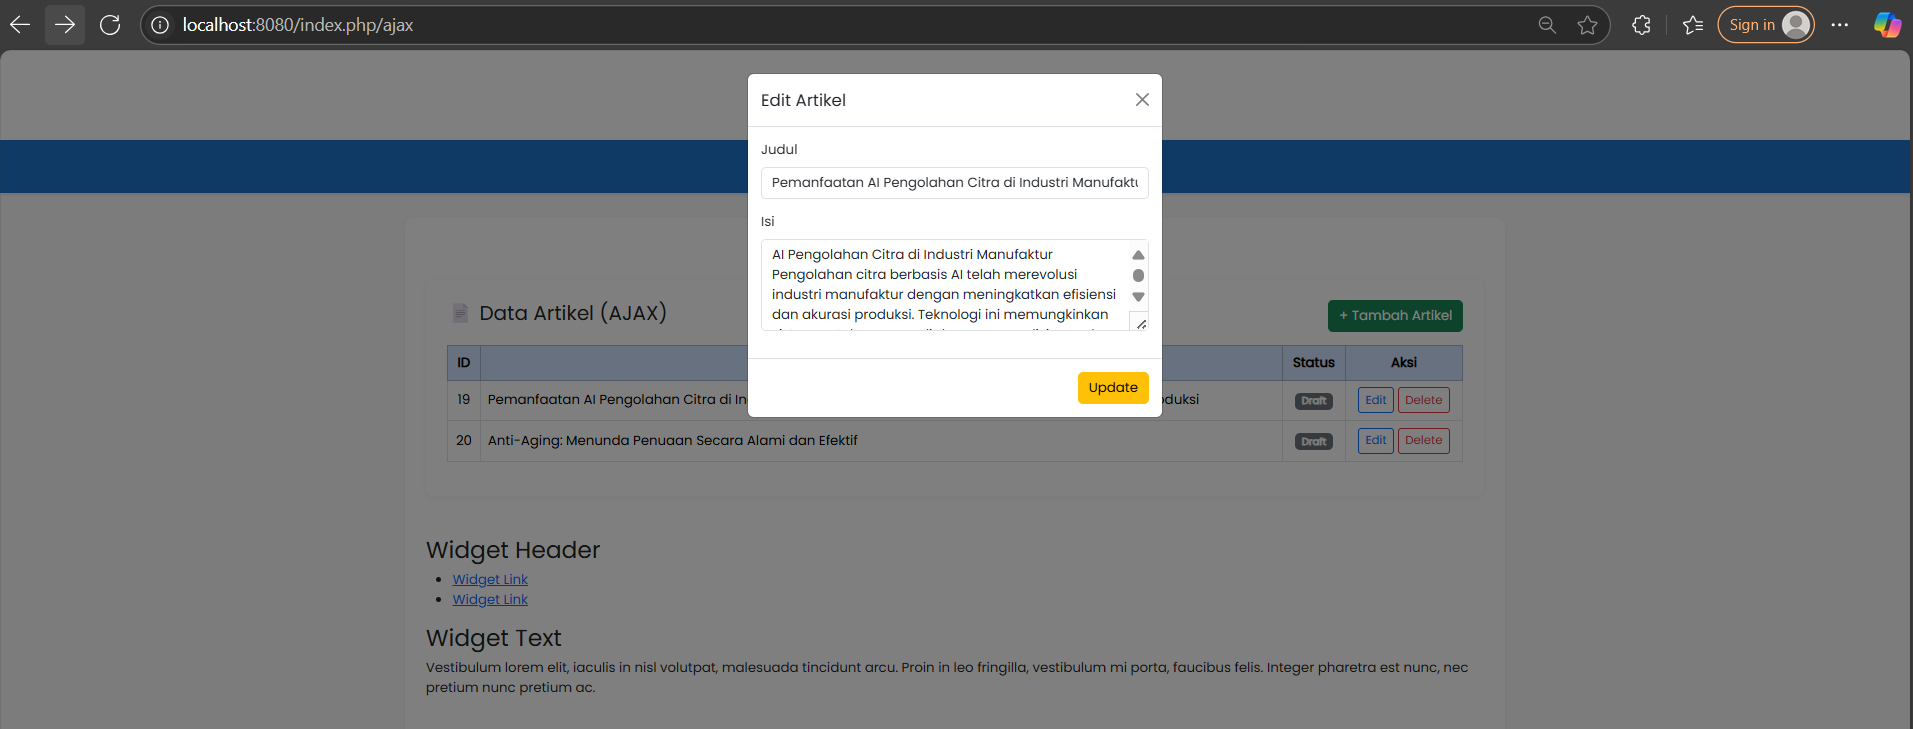 localhost:8080/index.php/ajax
Sign in
Edit Artikel
Judul
Pemanfaatan AI Pengolahan Citra di Industri Manufaktu
Isi
AI Pengolahan Citra di Industri Manufaktur
Pengolahan citra berbasis AI telah merevolusi
industri manufaktur dengan meningkatkan efisiensi
dan akurasi produksi. Teknologi ini memungkinkan
Update
Data Artikel (AJAX)
+ Tambah Artikel
ID Status Aksi
19 Pemanfaatan AI Pengolahan Citra di In duksi Draft Edit Delete
20 Anti-Aging: Menunda Penuaan Secara Alami dan Efektif Draft Edit Delete
Widget Header
Widget Link
Widget Link
Widget Text
Vestibulum lorem elit, iaculis in nisl volutpat, malesuada tincidunt arcu. Proin in leo fringilla, vestibulum mi porta, faucibus felis. Integer pharetra est nunc, nec
pretium nunc pretium ac.